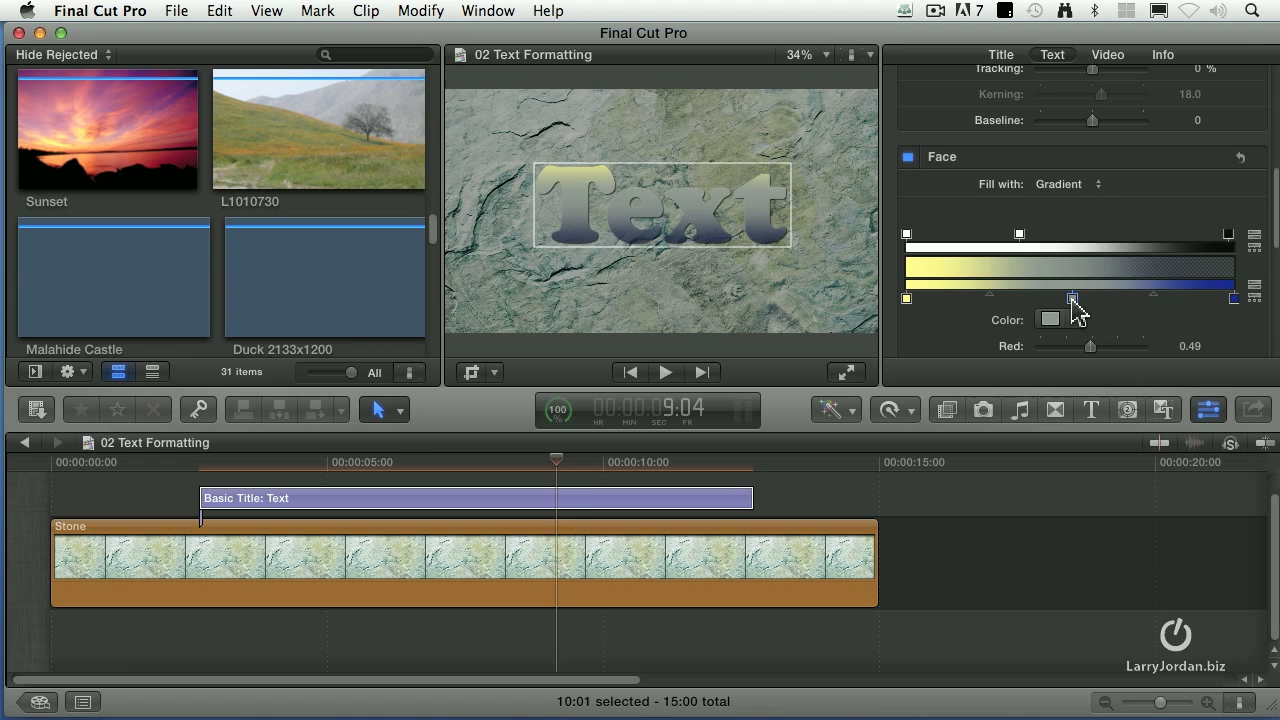 Final Cut Pro File Edit View Mark Clip Modify Window Help 7
Final Cut Pro
Hide Rejected
02 Text Formatting 34%
Title Text Video Info
Tracking: 0 %
Kerning: 18.0
Baseline: 0
Face
Fill with: Gradient
Color:
Red: 0.49
Text
Sunset L1010730
Malahide Castle Duck 2133x1200
31 items All
100 % 00:00:09:04
HR MIN SEC FR
02 Text Formatting
00:00:00:00 00:00:05:00 00:00:10:00 00:00:15:00 00:00:20:00
Basic Title: Text
Stone
LarryJordan.biz
10:01 selected - 15:00 total